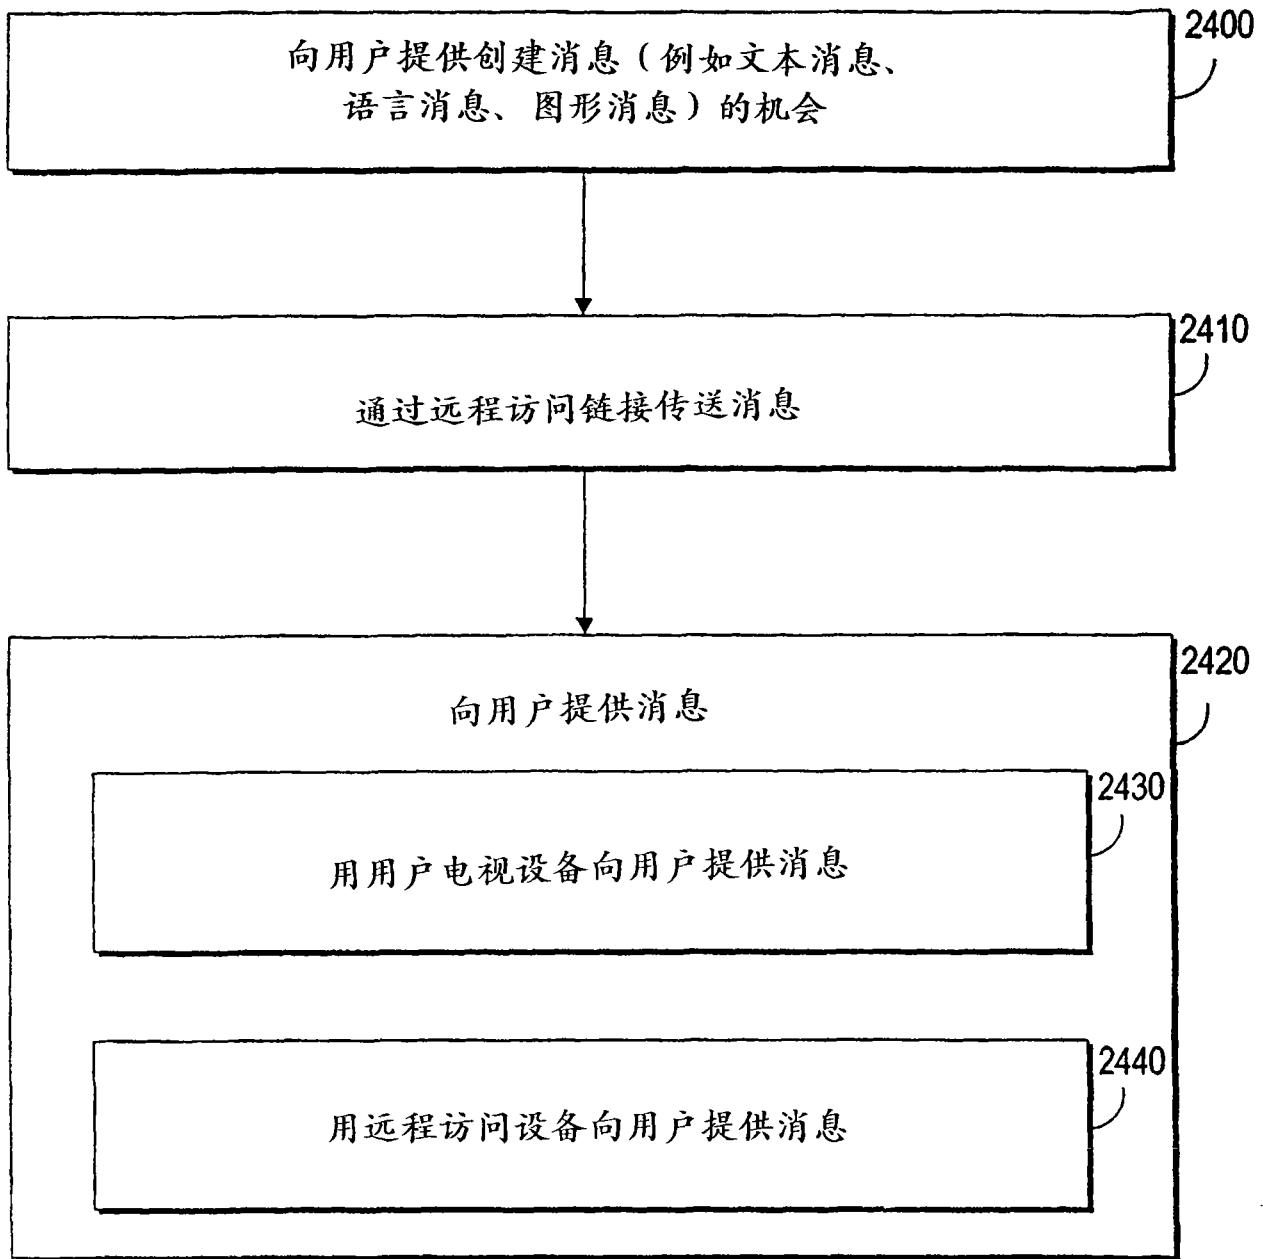 2400
向用户提供创建消息（例如文本消息、
语言消息、图形消息）的机会
2410
通过远程访问链接传送消息
2420
向用户提供消息
2430
用用户电视设备向用户提供消息
2440
用远程访问设备向用户提供消息